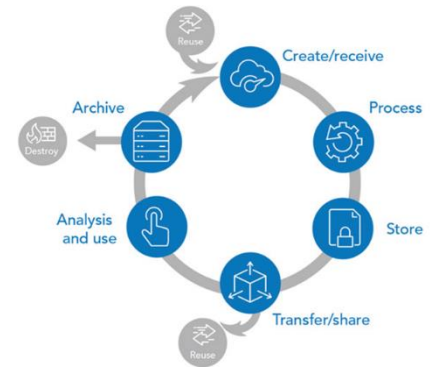 Reuse
Create/receive
Archive
Process
Destroy
Analysis
and use
Store
Transfer/share
Reuse